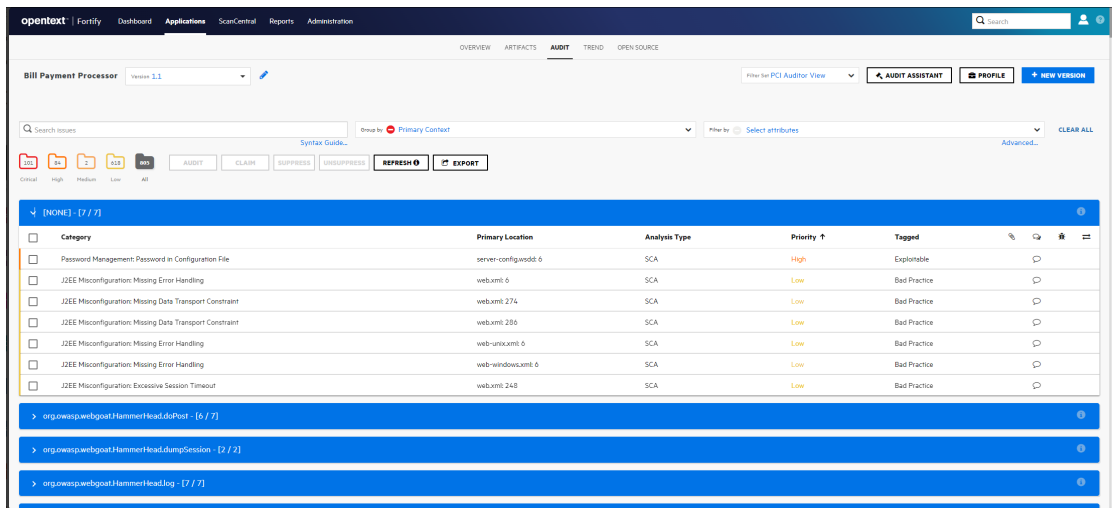 opentext™ | Fortify Dashboard Applications ScanCentral Reports Administration Search
OVERVIEW ARTIFACTS AUDIT TREND OPEN SOURCE
Bill Payment Processor Version 1.1 Filter Set PCI Auditor View AUDIT ASSISTANT PROFILE + NEW VERSION
Search issues Group by Primary Context Filter by Select attributes CLEAR ALL
Syntax Guide... Advanced...
101 84 2 618 805 AUDIT CLAIM SUPPRESS UNSUPPRESS REFRESH EXPORT
Critical High Medium Low All
[NONE] - [7 / 7]
Category Primary Location Analysis Type Priority ↑ Tagged
Password Management: Password in Configuration File server-config.wsdd: 6 SCA High Exploitable
J2EE Misconfiguration: Missing Error Handling web.xml: 6 SCA Low Bad Practice
J2EE Misconfiguration: Missing Data Transport Constraint web.xml: 274 SCA Low Bad Practice
J2EE Misconfiguration: Missing Data Transport Constraint web.xml: 286 SCA Low Bad Practice
J2EE Misconfiguration: Missing Error Handling web-unix.xml: 6 SCA Low Bad Practice
J2EE Misconfiguration: Missing Error Handling web-windows.xml: 6 SCA Low Bad Practice
J2EE Misconfiguration: Excessive Session Timeout web.xml: 248 SCA Low Bad Practice
org.owasp.webgoat.HammerHead.doPost - [6 / 7]
org.owasp.webgoat.HammerHead.dumpSession - [2 / 2]
org.owasp.webgoat.HammerHead.log - [7 / 7]